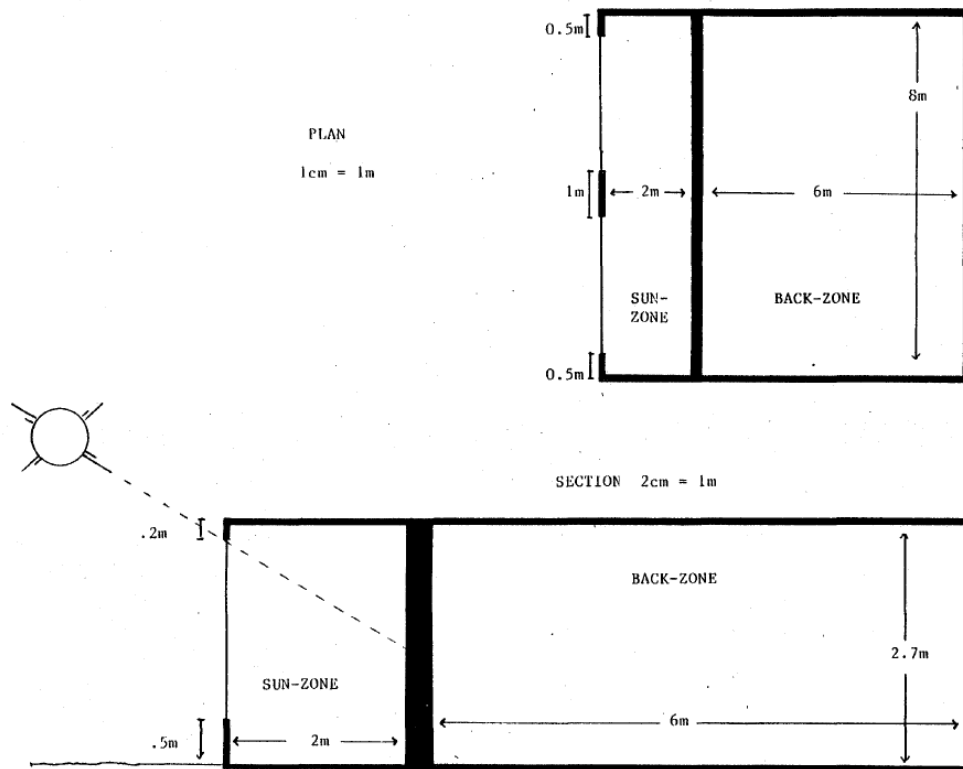 0.5m
8m
PLAN
1cm = 1m
1m
2m
6m
SUN-
ZONE
BACK-ZONE
0.5m
SECTION 2cm = 1m
.2m
BACK-ZONE
2.7m
SUN-ZONE
.5m
2m
6m